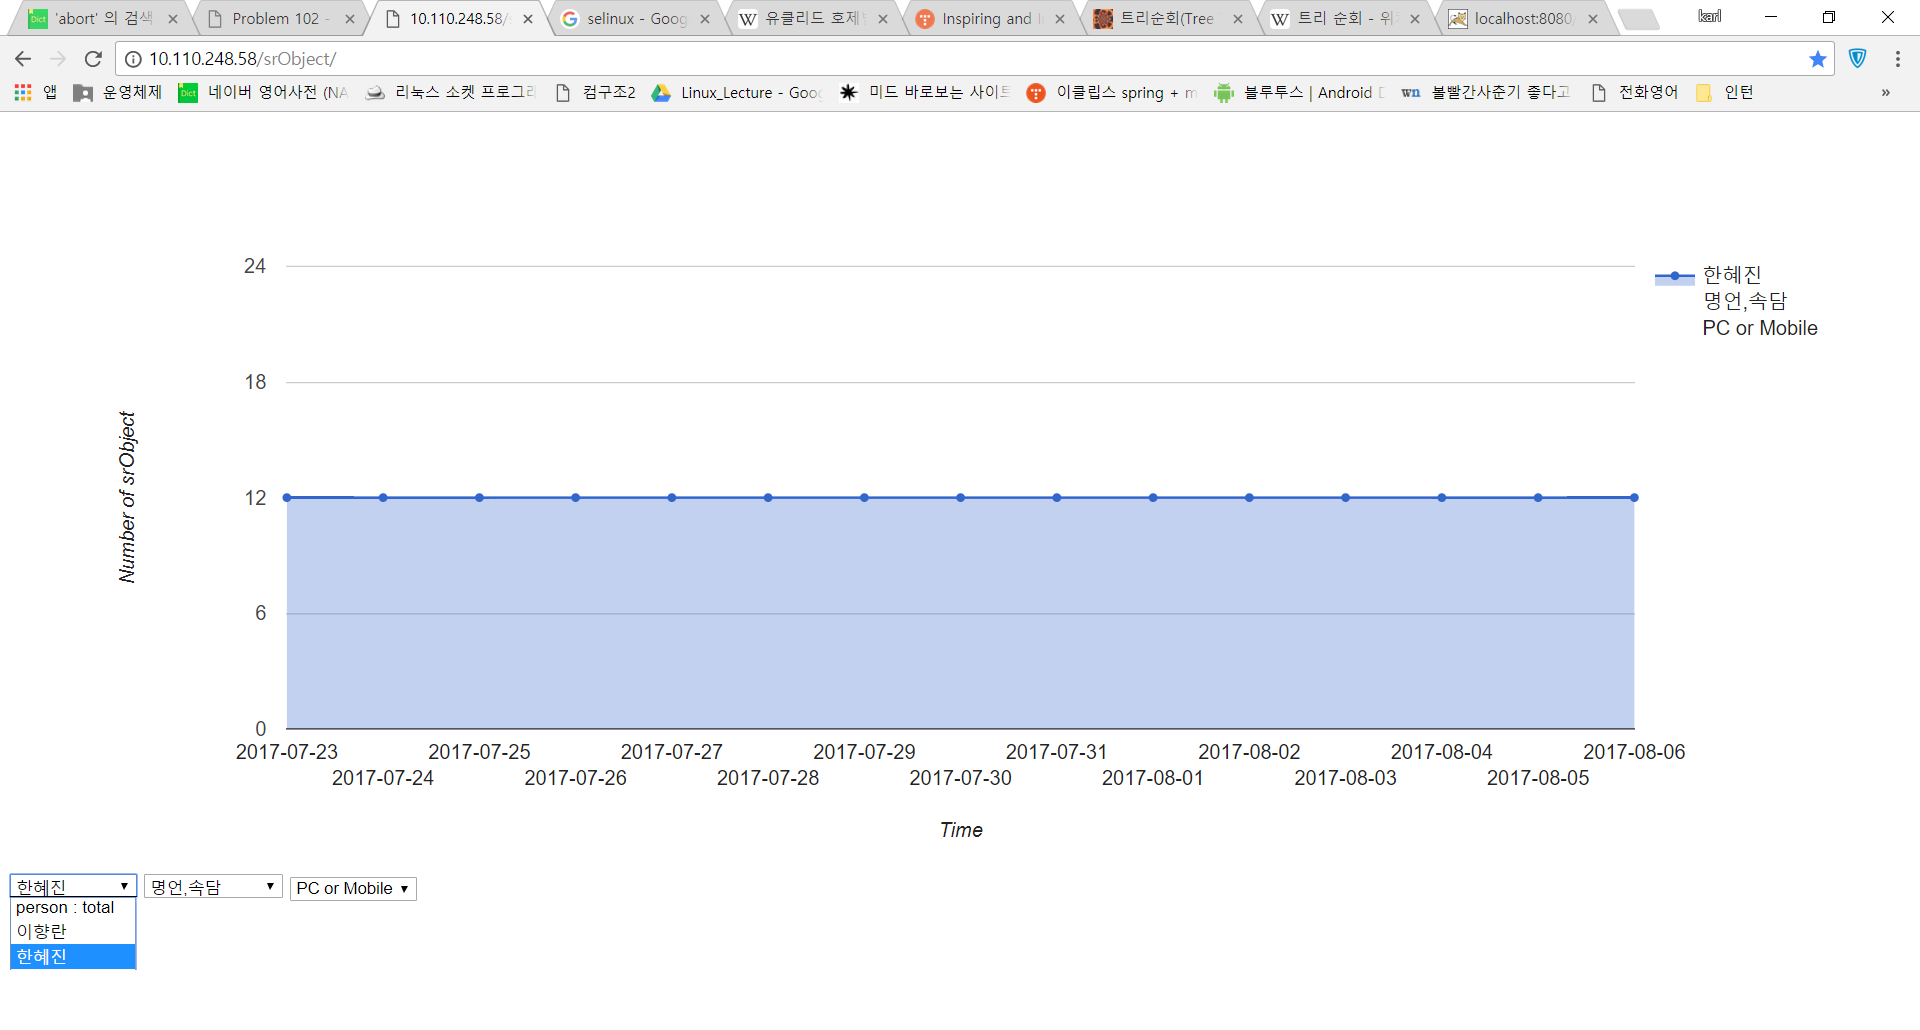 'abort' 의 검색
Problem 102 -
10.110.248.58/
selinux - Goog
유클리드 호제
Inspiring and I
트리순회(Tree
트리 순회 - 위
localhost:8080/
karl
10.110.248.58/srObject/
앱
운영체제
네이버 영어사전 (NA
리눅스 소켓 프로그래
컴구조2
Linux_Lecture - Goo
미드 바로보는 사이트
이클립스 spring + m
블루투스 | Android D
볼빨간사춘기 좋다고
전화영어
인턴
»
24
한혜진
명언,속담
PC or Mobile
18
Number of srObject
12
6
0
2017-07-23 2017-07-25 2017-07-27 2017-07-29 2017-07-31 2017-08-02 2017-08-04 2017-08-06
2017-07-24 2017-07-26 2017-07-28 2017-07-30 2017-08-01 2017-08-03 2017-08-05
Time
한혜진 명언,속담 PC or Mobile
person : total
이향란
한혜진